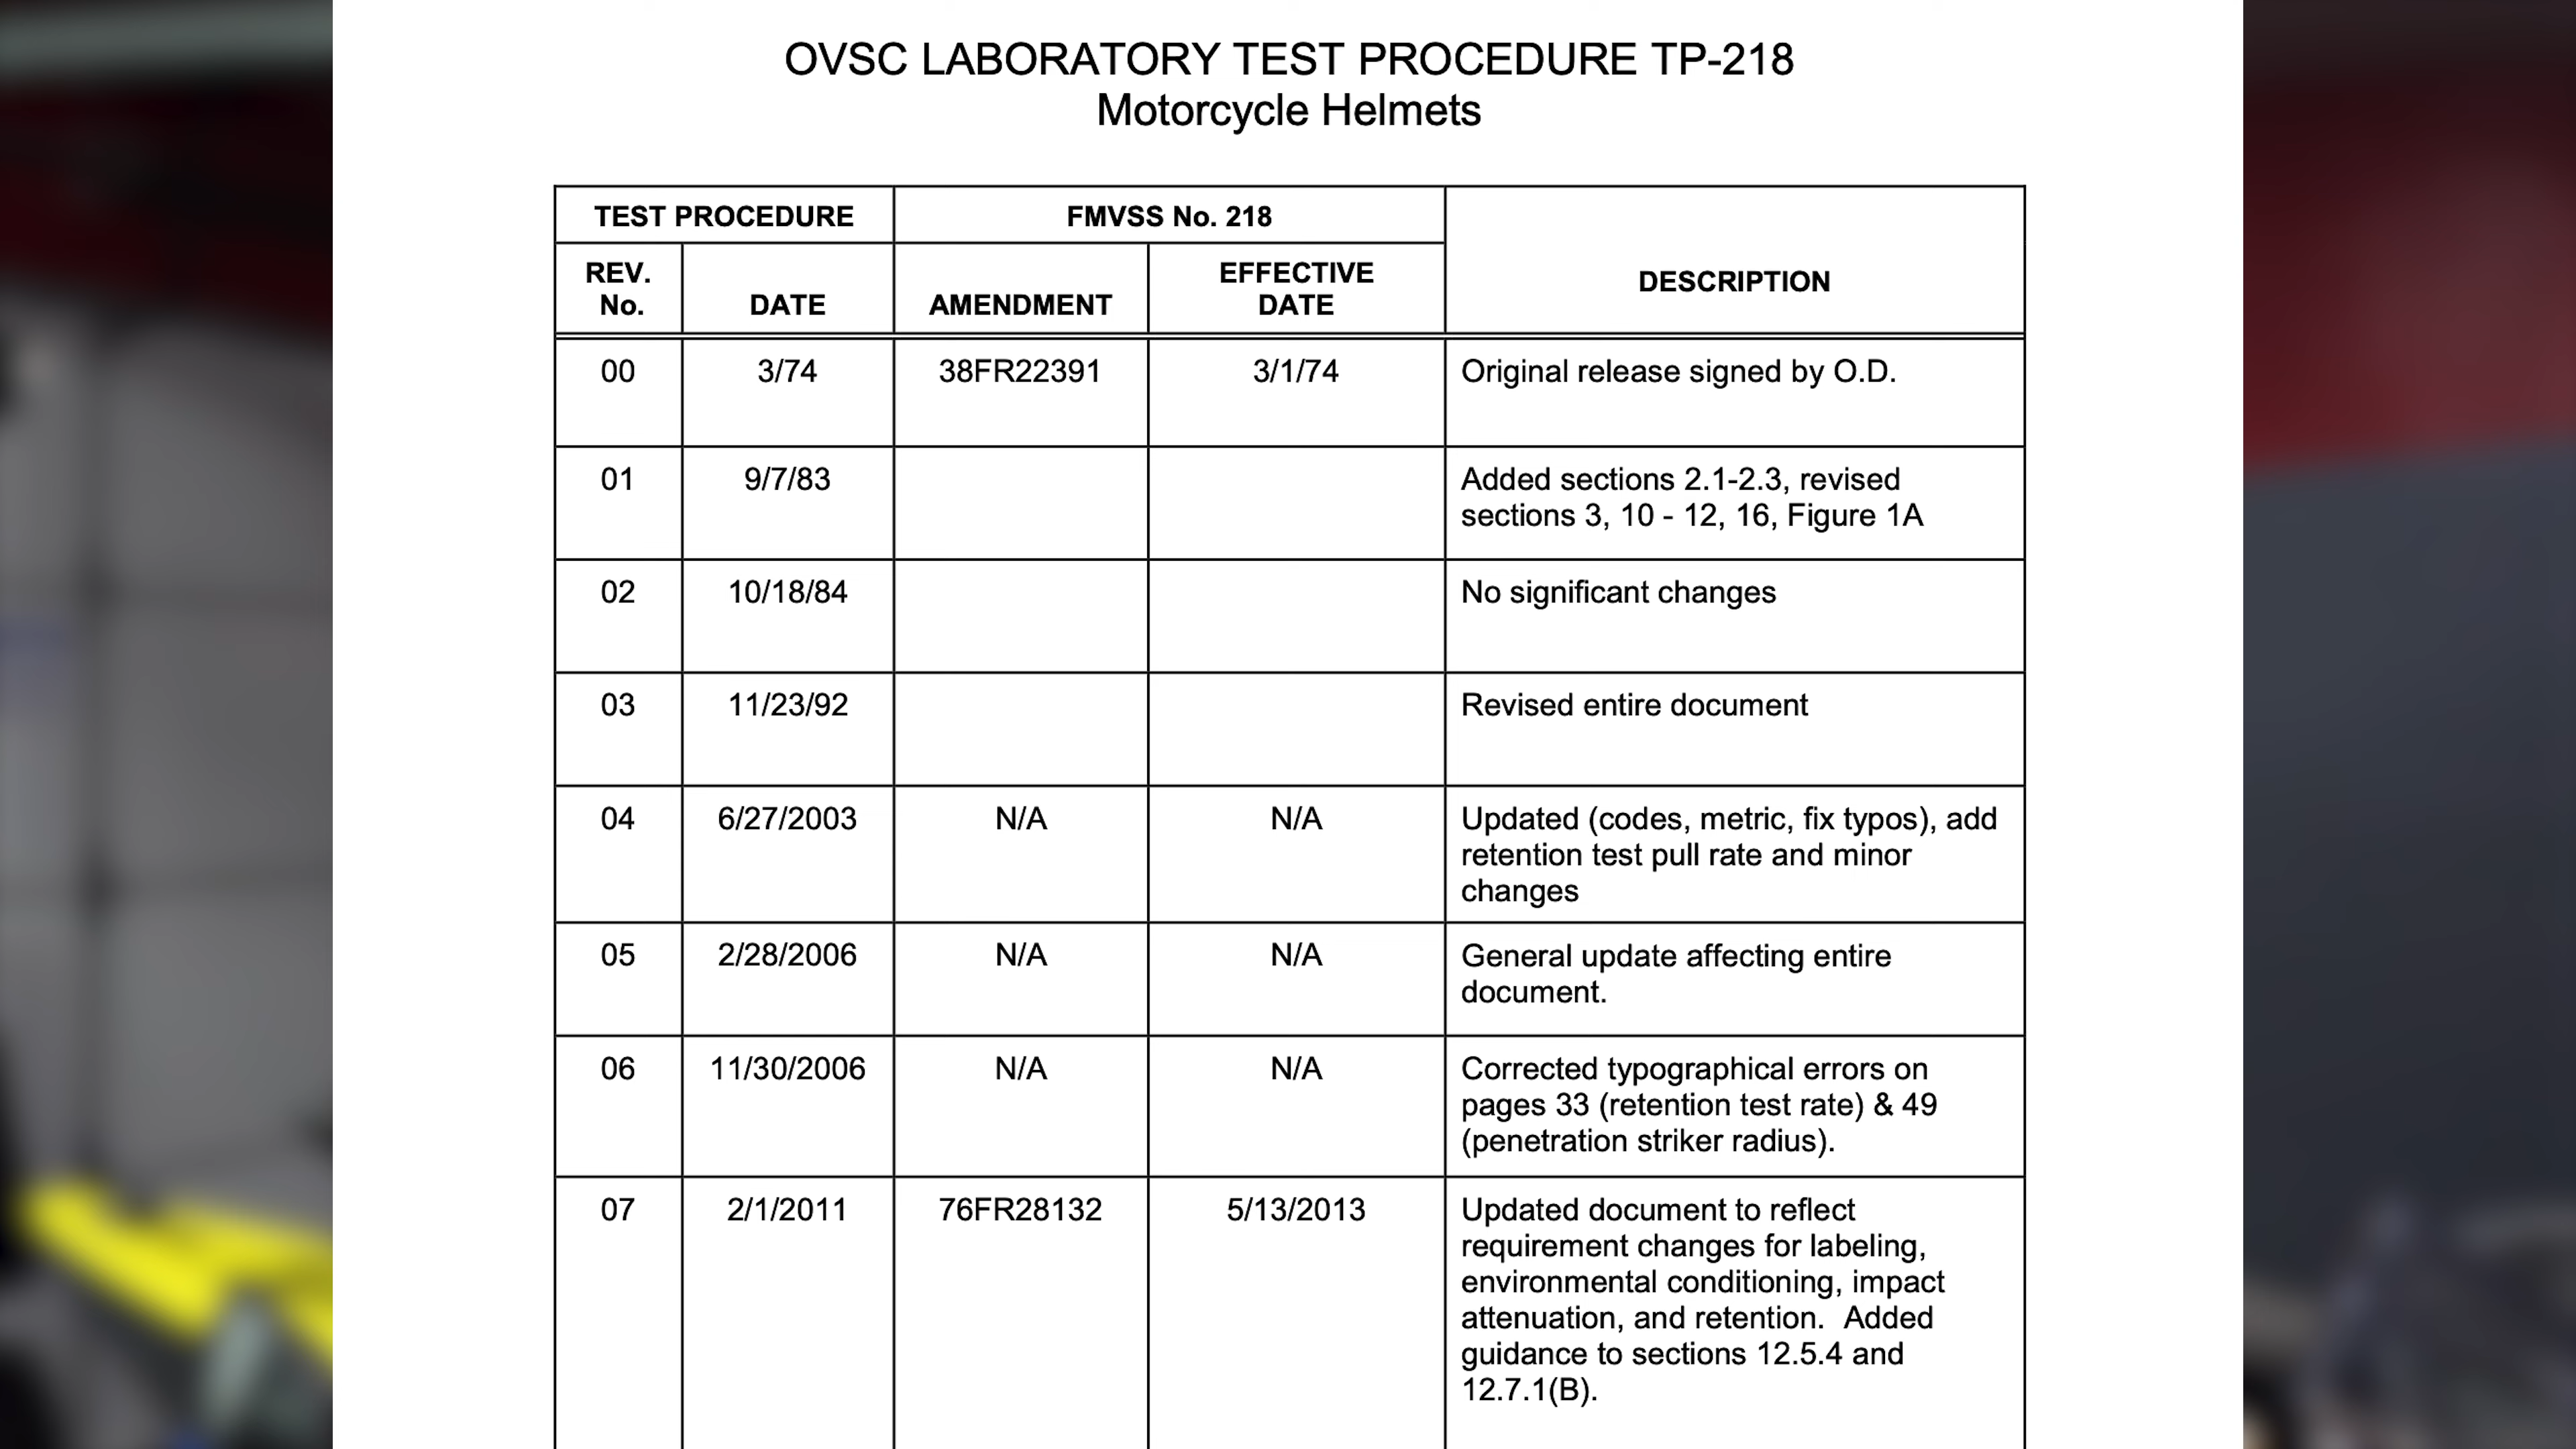 OVSC LABORATORY TEST PROCEDURE TP-218
Motorcycle Helmets
TEST PROCEDURE
FMVSS No. 218
DESCRIPTION
REV.
No.
DATE
AMENDMENT
EFFECTIVE
DATE
00
3/74
38FR22391
3/1/74
Original release signed by O.D.
01
9/7/83
Added sections 2.1-2.3, revised
sections 3, 10 - 12, 16, Figure 1A
02
10/18/84
No significant changes
03
11/23/92
Revised entire document
04
6/27/2003
N/A
N/A
Updated (codes, metric, fix typos), add
retention test pull rate and minor
changes
05
2/28/2006
N/A
N/A
General update affecting entire
document.
06
11/30/2006
N/A
N/A
Corrected typographical errors on
pages 33 (retention test rate) & 49
(penetration striker radius).
07
2/1/2011
76FR28132
5/13/2013
Updated document to reflect
requirement changes for labeling,
environmental conditioning, impact
attenuation, and retention.  Added
guidance to sections 12.5.4 and
12.7.1(B).